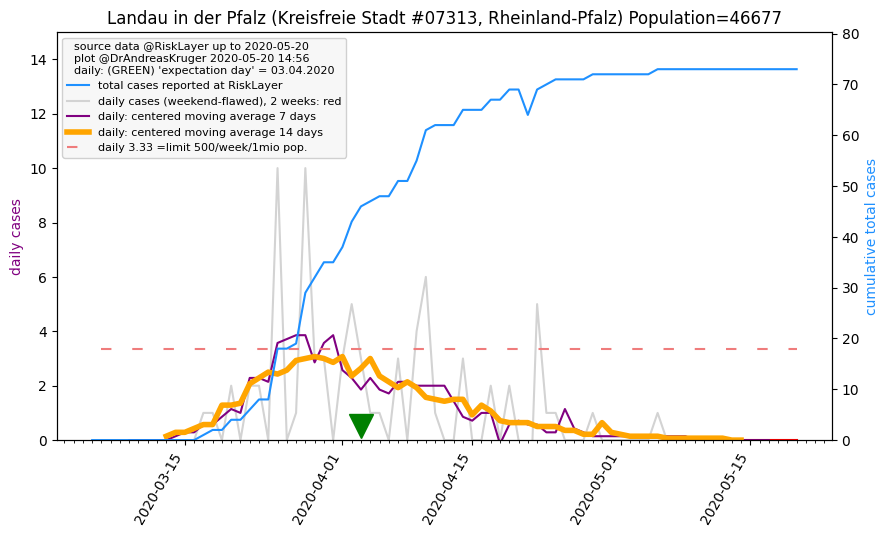 Landau in der Pfalz (Kreisfreie Stadt #07313, Rheinland-Pfalz) Population=46677
source data @RiskLayer up to 2020-05-20
plot @DrAndreasKruger 2020-05-20 14:56
daily: (GREEN) 'expectation day' = 03.04.2020
total cases reported at RiskLayer
daily cases (weekend-flawed), 2 weeks: red
daily: centered moving average 7 days
daily: centered moving average 14 days
daily 3.33 =limit 500/week/1mio pop.
daily cases
14
12
10
8
6
4
2
0
cumulative total cases
80
70
60
50
40
30
20
10
0
2020-03-15
2020-04-01
2020-04-15
2020-05-01
2020-05-15